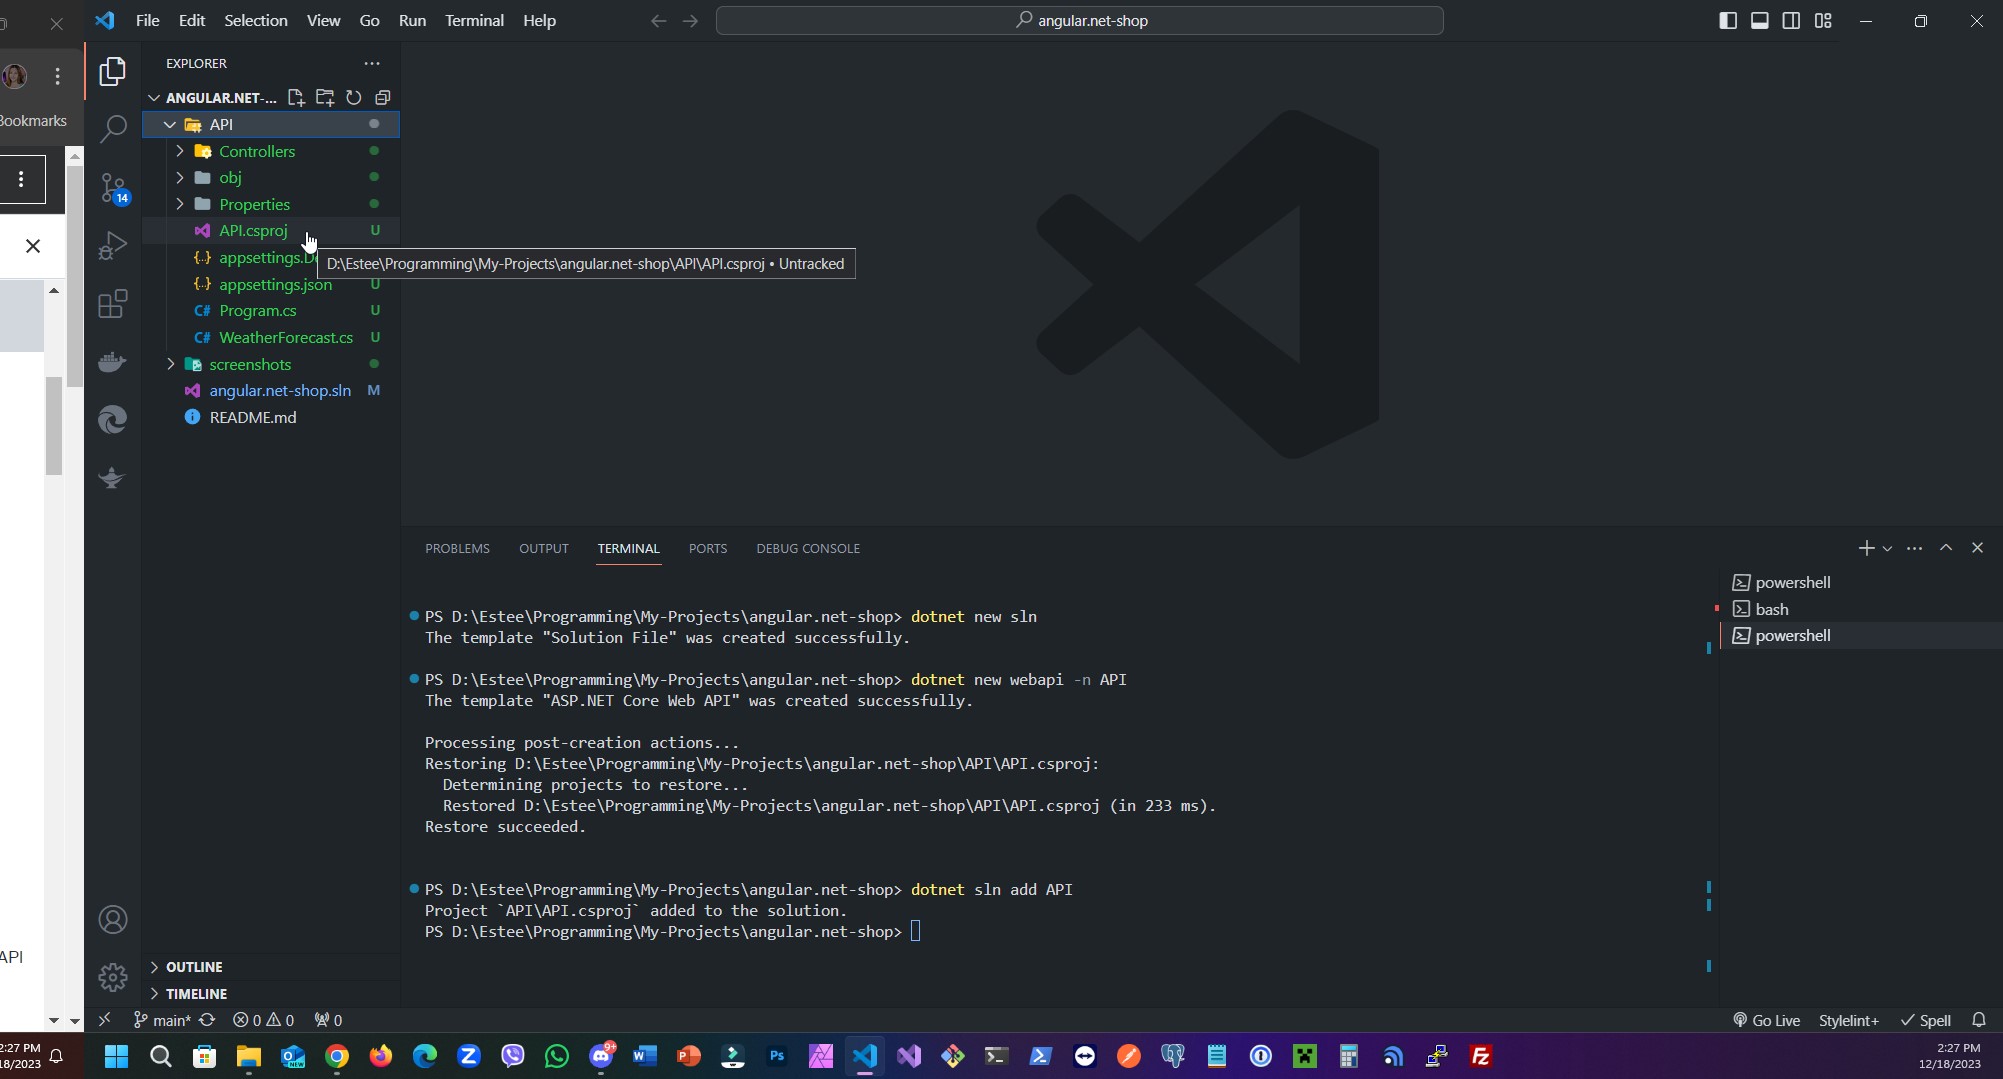 File Edit Selection View Go Run Terminal Help
angular.net-shop
Bookmarks
EXPLORER
ANGULAR.NET-...
API
Controllers
obj
Properties
API.csproj U
appsettings.De
D:\Estee\Programming\My-Projects\angular.net-shop\API\API.csproj • Untracked
appsettings.json U
C# Program.cs U
C# WeatherForecast.cs U
screenshots
angular.net-shop.sln M
README.md
14
PROBLEMS OUTPUT TERMINAL PORTS DEBUG CONSOLE
powershell
bash
powershell
PS D:\Estee\Programming\My-Projects\angular.net-shop> dotnet new sln
The template "Solution File" was created successfully.
PS D:\Estee\Programming\My-Projects\angular.net-shop> dotnet new webapi -n API
The template "ASP.NET Core Web API" was created successfully.
Processing post-creation actions...
Restoring D:\Estee\Programming\My-Projects\angular.net-shop\API\API.csproj:
Determining projects to restore...
Restored D:\Estee\Programming\My-Projects\angular.net-shop\API\API.csproj (in 233 ms).
Restore succeeded.
PS D:\Estee\Programming\My-Projects\angular.net-shop> dotnet sln add API
Project `API\API.csproj` added to the solution.
PS D:\Estee\Programming\My-Projects\angular.net-shop>
API
OUTLINE
TIMELINE
main* 0 0 0
Go Live Stylelint+ Spell
2:27 PM
18/2023
NEW
9+
Ps
2:27 PM
12/18/2023